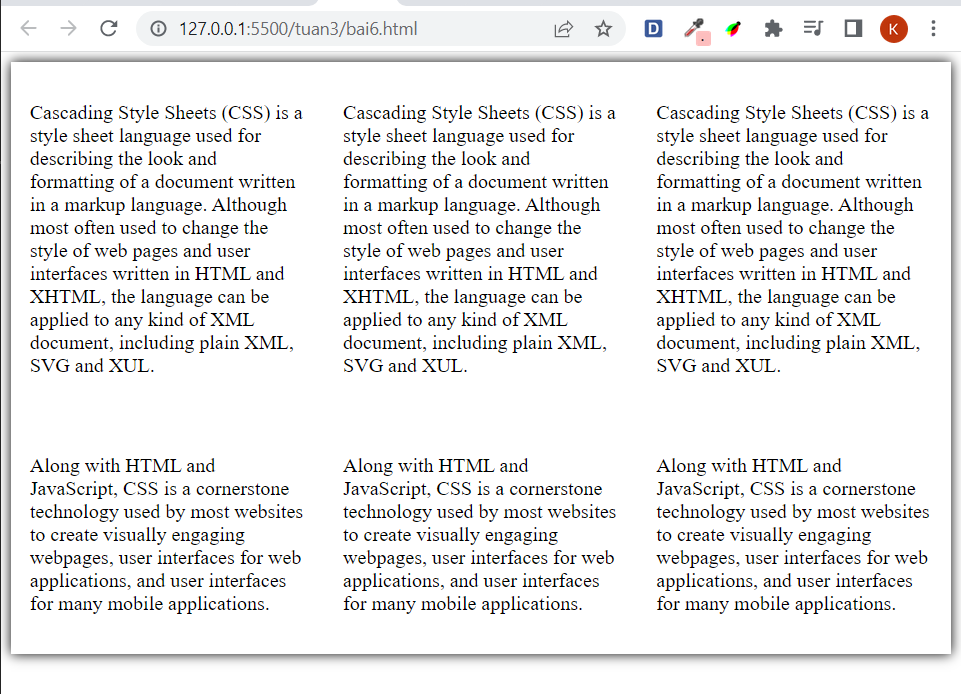 127.0.0.1:5500/tuan3/bai6.html
D
K
Cascading Style Sheets (CSS) is a
style sheet language used for
describing the look and
formatting of a document written
in a markup language. Although
most often used to change the
style of web pages and user
interfaces written in HTML and
XHTML, the language can be
applied to any kind of XML
document, including plain XML,
SVG and XUL.
Cascading Style Sheets (CSS) is a
style sheet language used for
describing the look and
formatting of a document written
in a markup language. Although
most often used to change the
style of web pages and user
interfaces written in HTML and
XHTML, the language can be
applied to any kind of XML
document, including plain XML,
SVG and XUL.
Cascading Style Sheets (CSS) is a
style sheet language used for
describing the look and
formatting of a document written
in a markup language. Although
most often used to change the
style of web pages and user
interfaces written in HTML and
XHTML, the language can be
applied to any kind of XML
document, including plain XML,
SVG and XUL.
Along with HTML and
JavaScript, CSS is a cornerstone
technology used by most websites
to create visually engaging
webpages, user interfaces for web
applications, and user interfaces
for many mobile applications.
Along with HTML and
JavaScript, CSS is a cornerstone
technology used by most websites
to create visually engaging
webpages, user interfaces for web
applications, and user interfaces
for many mobile applications.
Along with HTML and
JavaScript, CSS is a cornerstone
technology used by most websites
to create visually engaging
webpages, user interfaces for web
applications, and user interfaces
for many mobile applications.